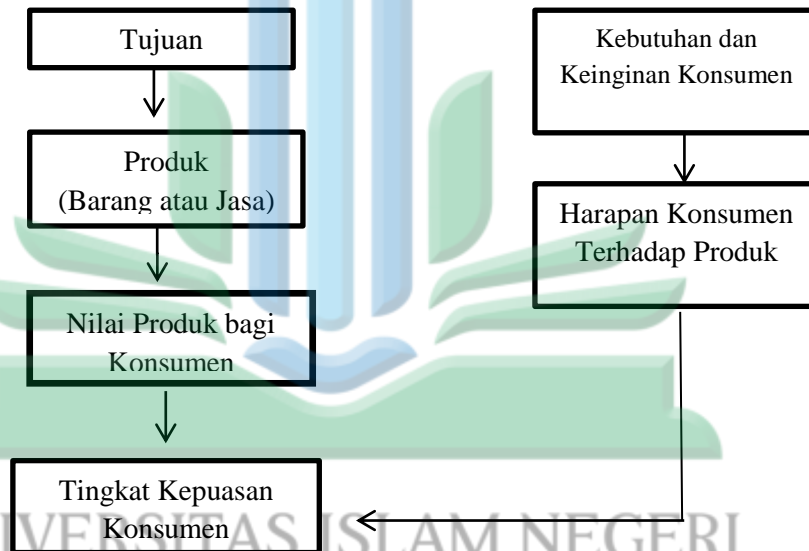 Tujuan
Produk
(Barang atau Jasa)
Nilai Produk bagi
Konsumen
Tingkat Kepuasan
Konsumen
Kebutuhan dan
Keinginan Konsumen
Harapan Konsumen
Terhadap Produk
IVERSITAS ISLAM NEGERI